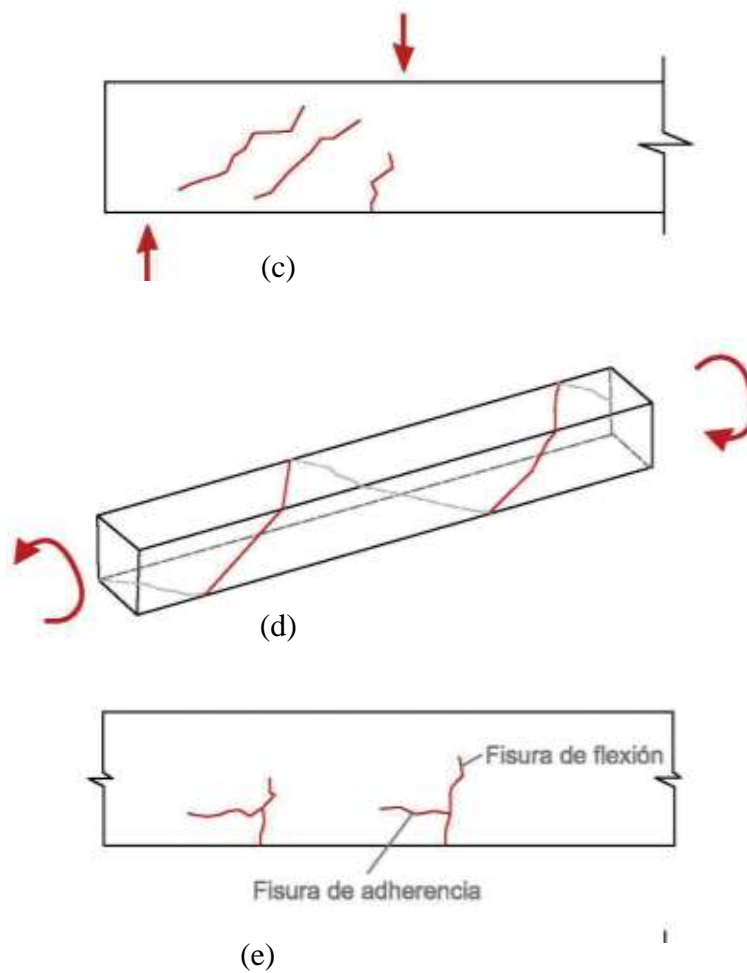 (c)
(d)
Fisura de flexión
Fisura de adherencia
(e)